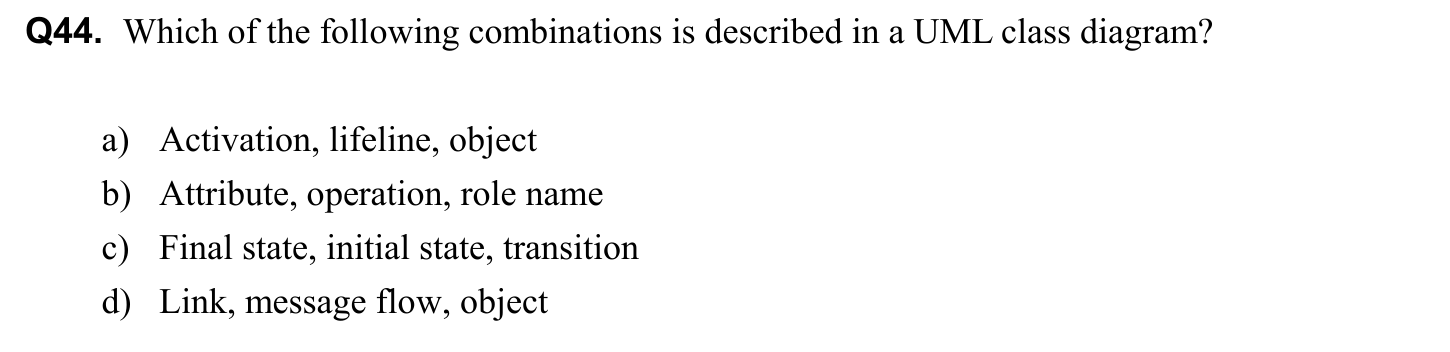 Q44. Which of the following combinations is described in a UML class diagram?
a) Activation, lifeline, object
b) Attribute, operation, role name
c) Final state, initial state, transition
d) Link, message flow, object